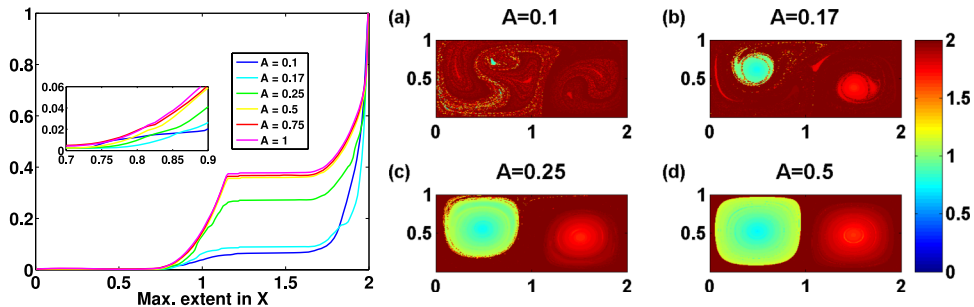 1
0.8
0.6
0.4
0.2
0
0 0.5 1 1.5 2
Max. extent in X
0.06
0.04
0.02
0
0.7 0.75 0.8 0.85 0.9
A = 0.1
A = 0.17
A = 0.25
A = 0.5
A = 0.75
A = 1
(a) A=0.1
1
0.5
0 1 2
(b) A=0.17
1
0.5
0 1 2
(c) A=0.25
1
0.5
0 1 2
(d) A=0.5
1
0.5
0 1 2
2
1.5
1
0.5
0